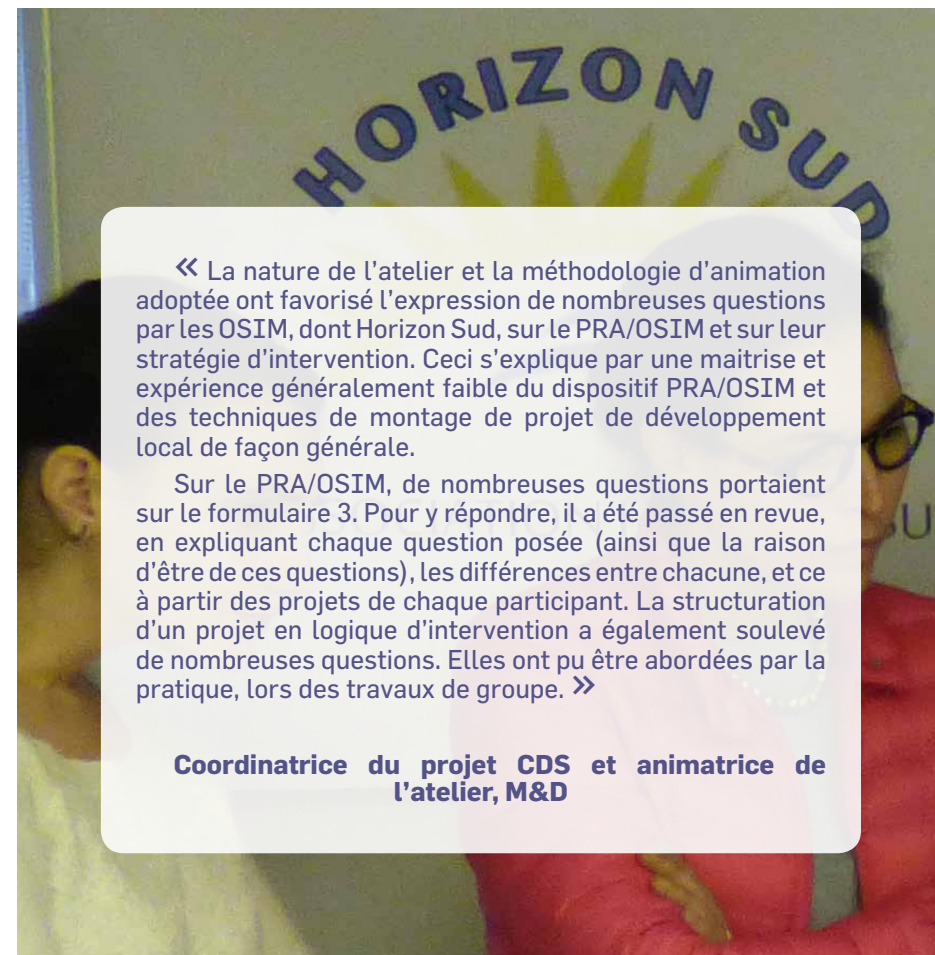 HORIZON SUD
« La nature de l’atelier et la méthodologie d’animation
adoptée ont favorisé l’expression de nombreuses questions
par les OSIM, dont Horizon Sud, sur le PRA/OSIM et sur leur
stratégie d’intervention. Ceci s’explique par une maitrise et
expérience généralement faible du dispositif PRA/OSIM et
des techniques de montage de projet de développement
local de façon générale.
Sur le PRA/OSIM, de nombreuses questions portaient
sur le formulaire 3. Pour y répondre, il a été passé en revue,
en expliquant chaque question posée (ainsi que la raison
d’être de ces questions), les différences entre chacune, et ce
à partir des projets de chaque participant. La structuration
d’un projet en logique d’intervention a également soulevé
de nombreuses questions. Elles ont pu être abordées par la
pratique, lors des travaux de groupe. »
Coordinatrice du projet CDS et animatrice de
l’atelier, M&D